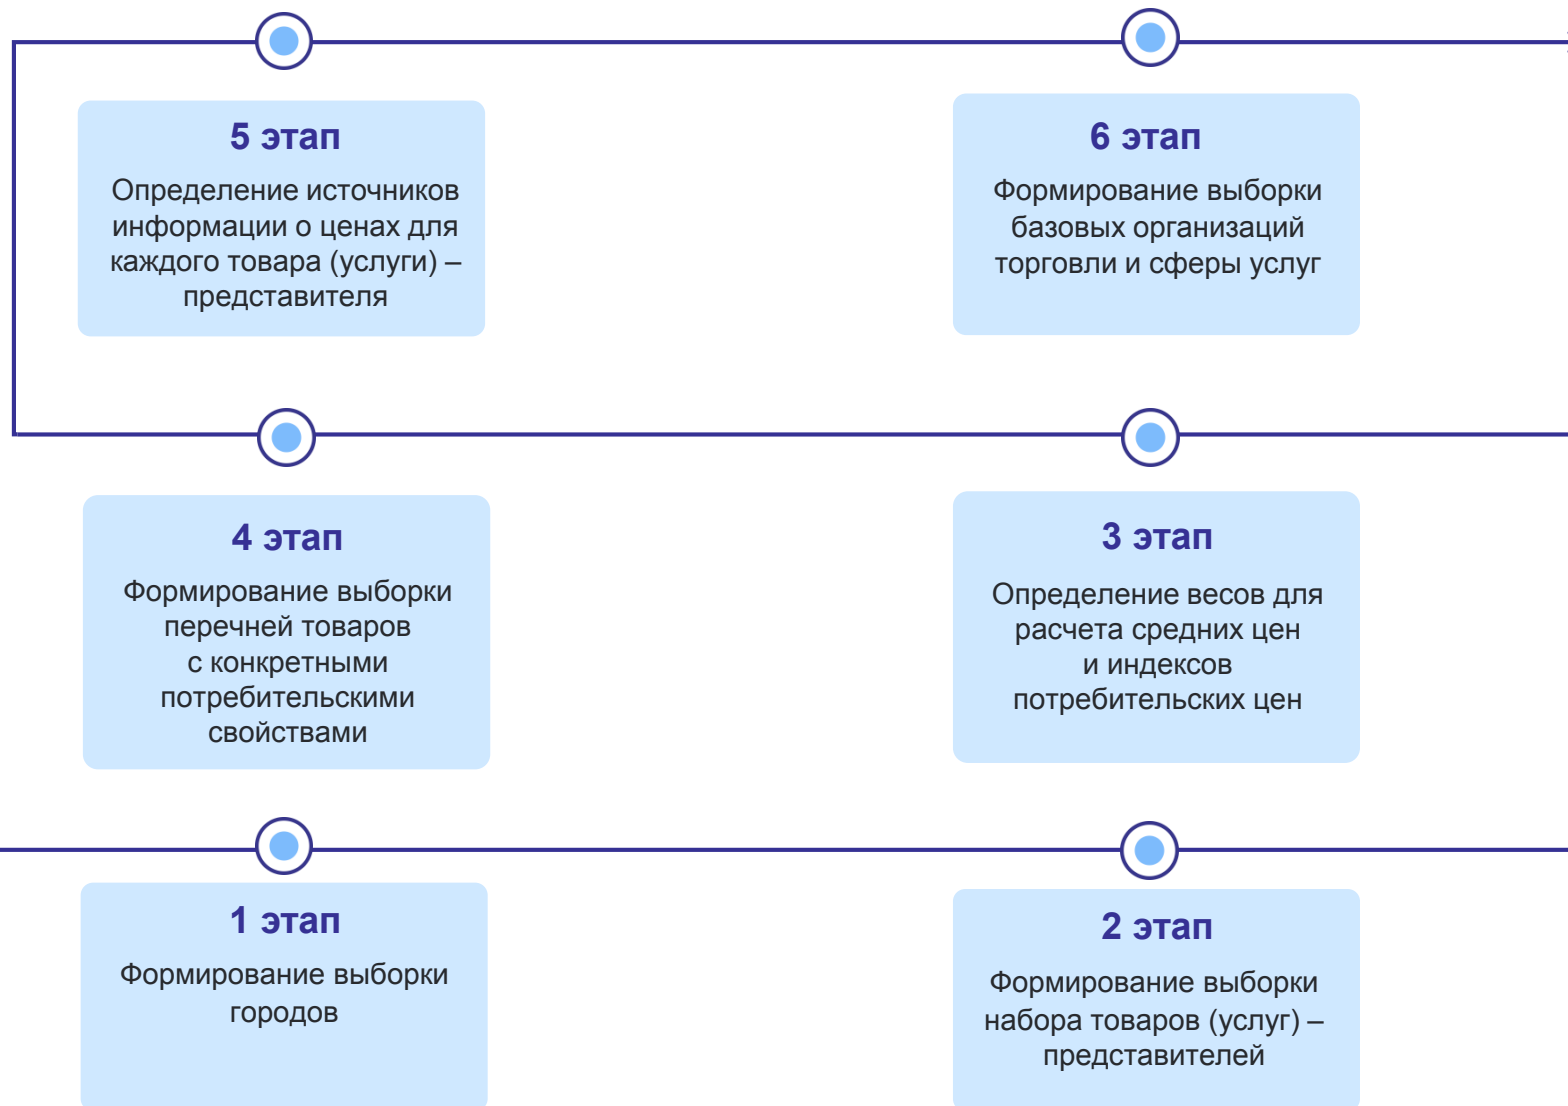 5 этап
Определение источников
информации о ценах для
каждого товара (услуги) –
представителя
6 этап
Формирование выборки
базовых организаций
торговли и сферы услуг
4 этап
Формирование выборки
перечней товаров
с конкретными
потребительскими
свойствами
3 этап
Определение весов для
расчета средних цен
и индексов
потребительских цен
1 этап
Формирование выборки
городов
2 этап
Формирование выборки
набора товаров (услуг) –
представителей